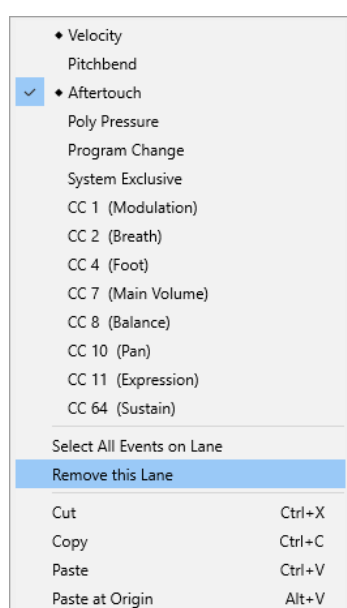 ◆ Velocity
Pitchbend
✓ ◆ Aftertouch
Poly Pressure
Program Change
System Exclusive
CC 1 (Modulation)
CC 2 (Breath)
CC 4 (Foot)
CC 7 (Main Volume)
CC 8 (Balance)
CC 10 (Pan)
CC 11 (Expression)
CC 64 (Sustain)
Select All Events on Lane
Remove this Lane
Cut Ctrl+X
Copy Ctrl+C
Paste Ctrl+V
Paste at Origin Alt+V